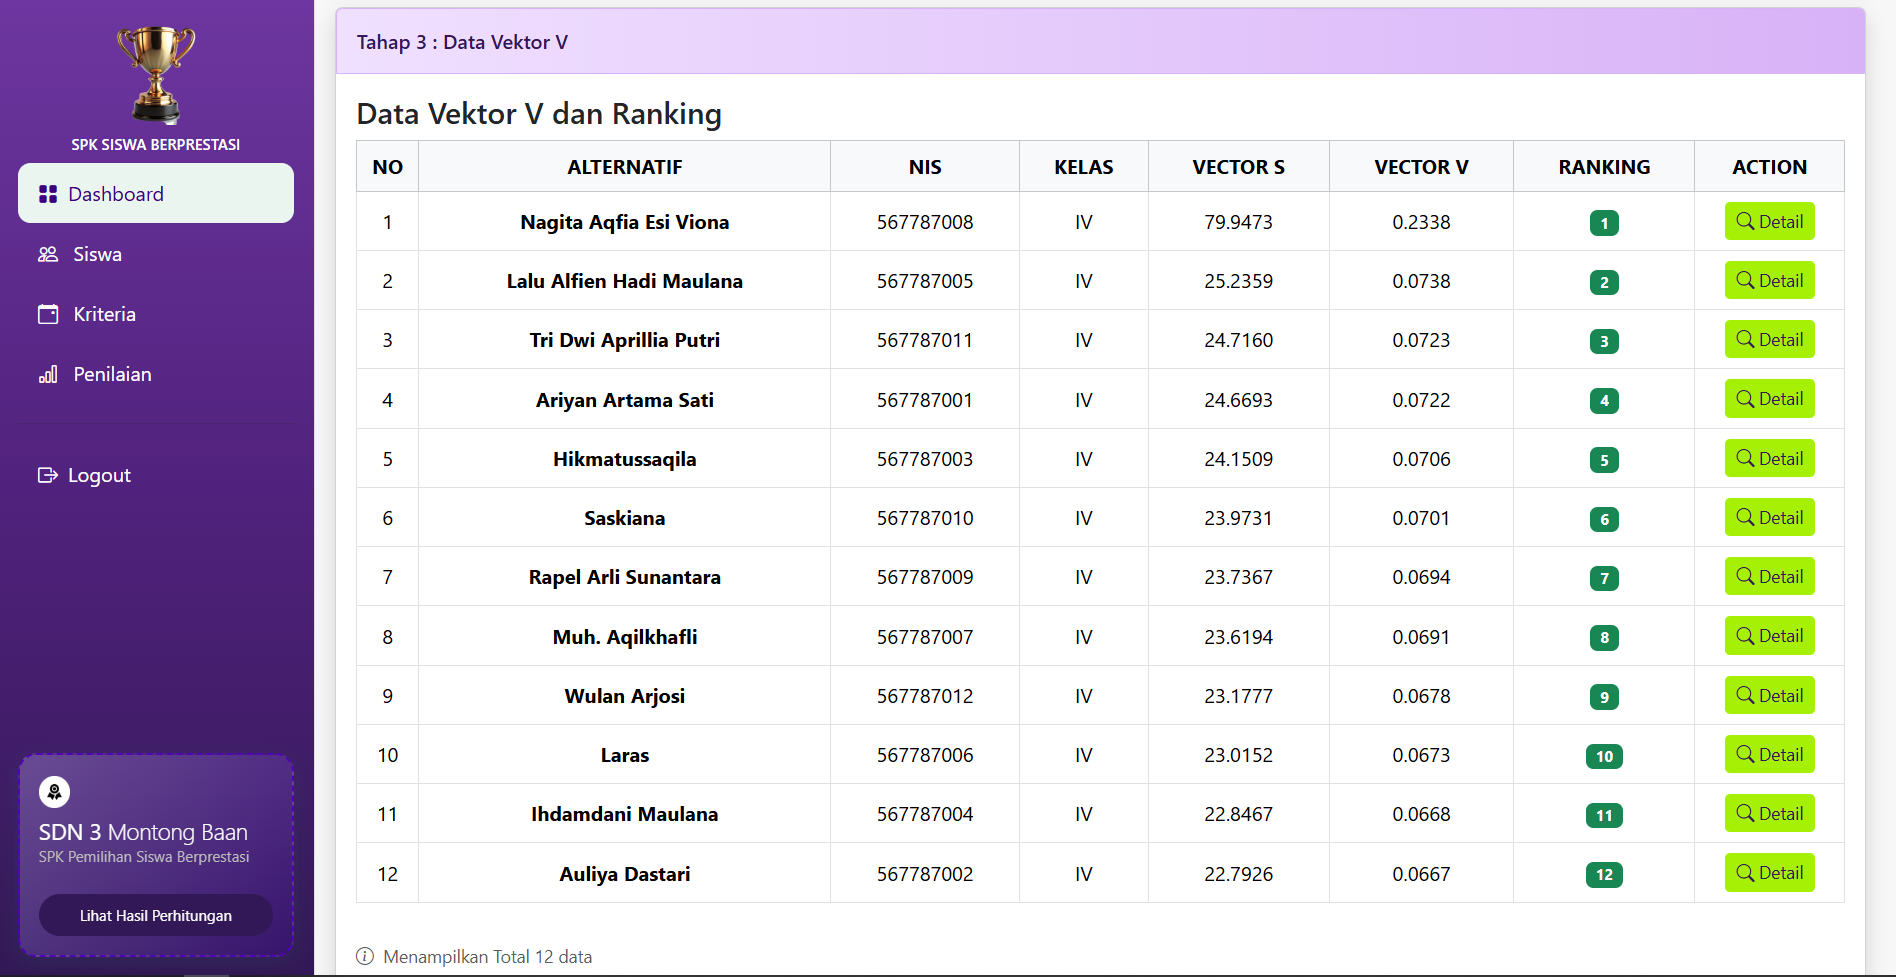 SPK SISWA BERPRESTASI
Dashboard
Siswa
Kriteria
Penilaian
Logout
SDN 3 Montong Baan
SPK Pemilihan Siswa Berprestasi
Lihat Hasil Perhitungan
Tahap 3 : Data Vektor V
Data Vektor V dan Ranking
NO ALTERNATIF NIS KELAS VECTOR S VECTOR V RANKING ACTION
1 Nagita Aqfia Esi Viona 567787008 IV 79.9473 0.2338 1 Detail
2 Lalu Alfien Hadi Maulana 567787005 IV 25.2359 0.0738 2 Detail
3 Tri Dwi Aprillia Putri 567787011 IV 24.7160 0.0723 3 Detail
4 Ariyan Artama Sati 567787001 IV 24.6693 0.0722 4 Detail
5 Hikmatussaqila 567787003 IV 24.1509 0.0706 5 Detail
6 Saskiana 567787010 IV 23.9731 0.0701 6 Detail
7 Rapel Arli Sunantara 567787009 IV 23.7367 0.0694 7 Detail
8 Muh. Aqilkhafli 567787007 IV 23.6194 0.0691 8 Detail
9 Wulan Arjosi 567787012 IV 23.1777 0.0678 9 Detail
10 Laras 567787006 IV 23.0152 0.0673 10 Detail
11 Ihdamdani Maulana 567787004 IV 22.8467 0.0668 11 Detail
12 Auliya Dastari 567787002 IV 22.7926 0.0667 12 Detail
Menampilkan Total 12 data